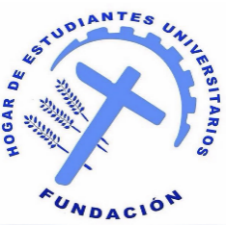 HOGAR DE ESTUDIANTES UNIVERSITARIOS
FUNDACIÓN